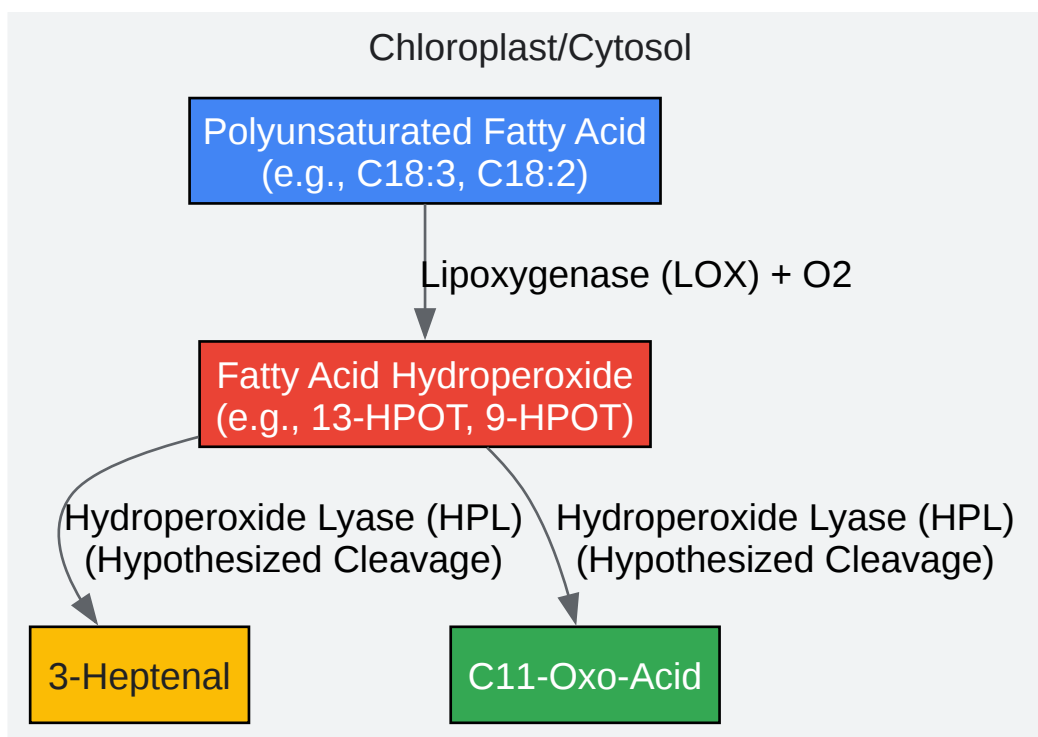 Chloroplast/Cytosol
Polyunsaturated Fatty Acid
(e.g., C18:3, C18:2)
Lipoxygenase (LOX) + O2
Fatty Acid Hydroperoxide
(e.g., 13-HPOT, 9-HPOT)
Hydroperoxide Lyase (HPL)
(Hypothesized Cleavage)
Hydroperoxide Lyase (HPL)
(Hypothesized Cleavage)
3-Heptenal
C11-Oxo-Acid